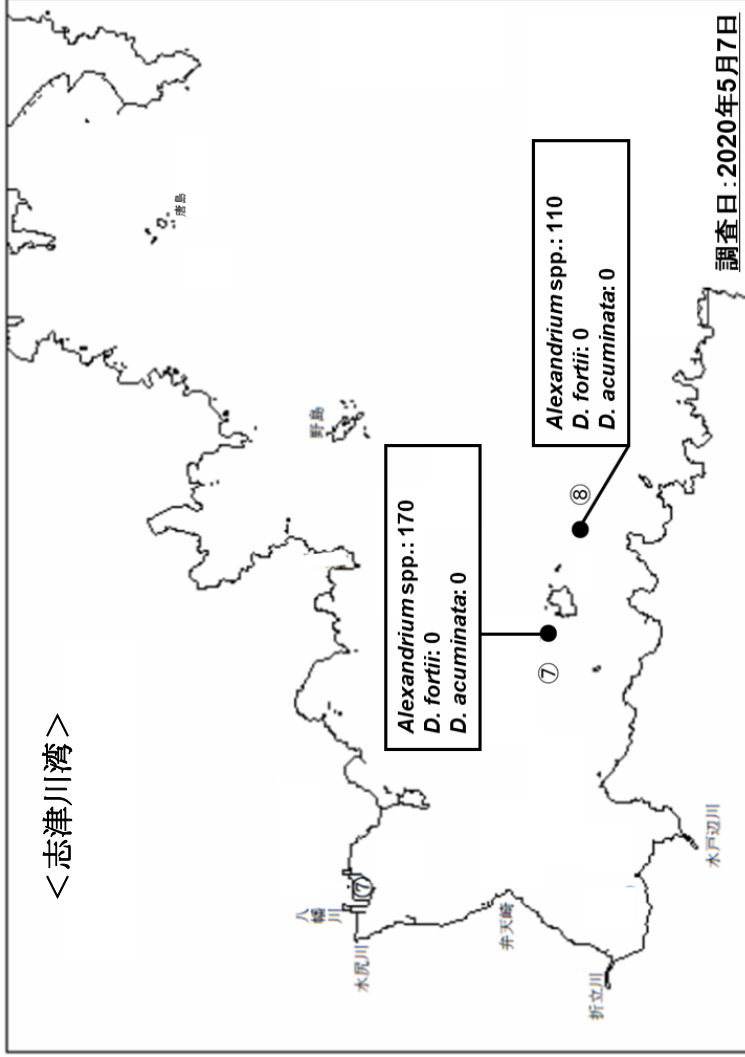 ＜志津川湾＞
唐島
野島
Alexandrium spp.: 170
D. fortii: 0
D. acuminata: 0
Alexandrium spp.: 110
D. fortii: 0
D. acuminata: 0
⑦
⑧
八幡川
⑦
水尻川
弁天崎
折立川
水戸辺川
調査日：2020年5月7日